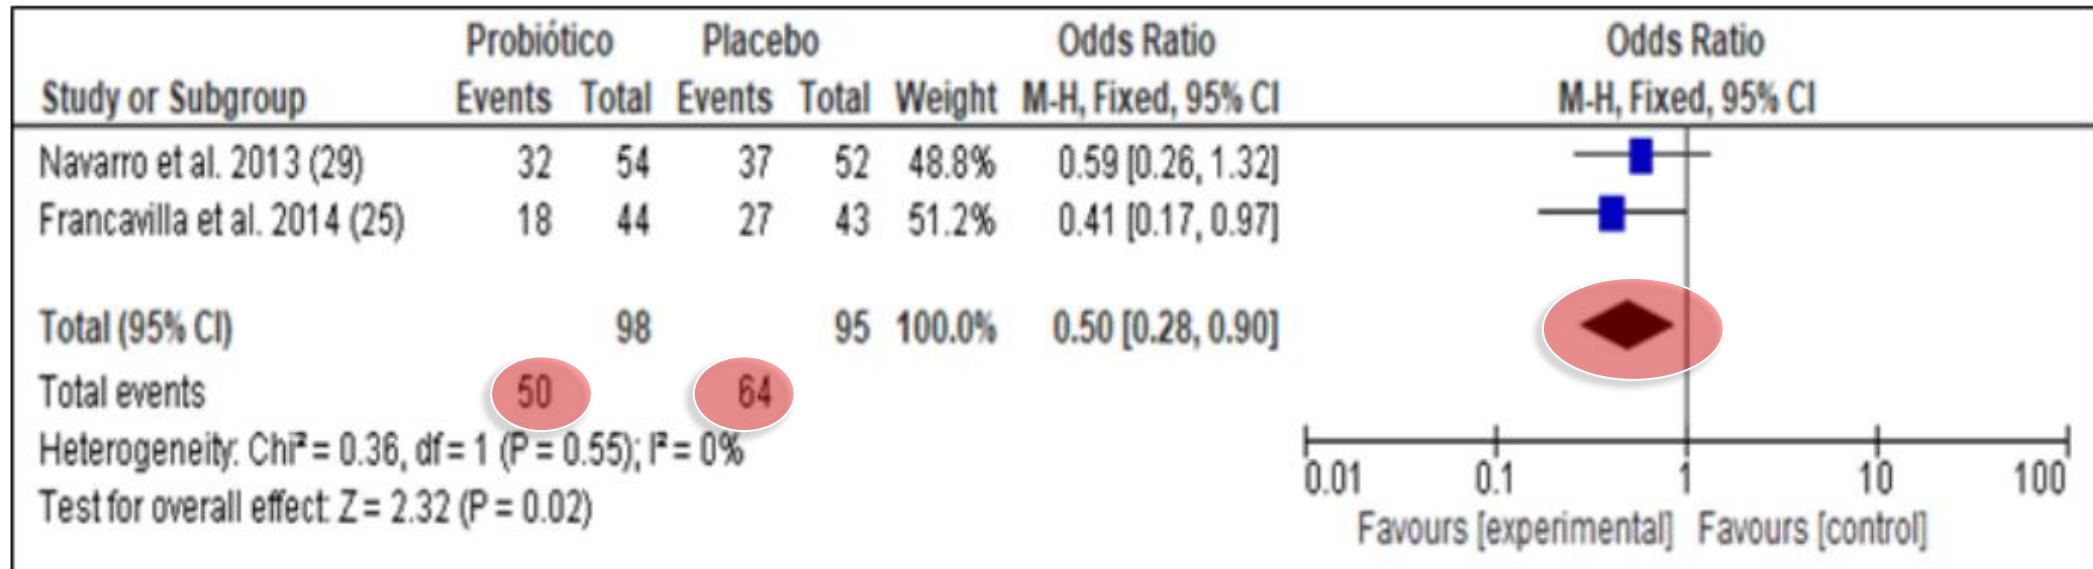 Probiótico Placebo Odds Ratio Odds Ratio
Study or Subgroup Events Total Events Total Weight M-H, Fixed, 95% CI M-H, Fixed, 95% CI
Navarro et al. 2013 (29) 32 54 37 52 48.8% 0.59 [0.26, 1.32]
Francavilla et al. 2014 (25) 18 44 27 43 51.2% 0.41 [0.17, 0.97]
Total (95% CI) 98 95 100.0% 0.50 [0.28, 0.90]
Total events 50 64
Heterogeneity: Chi² = 0.36, df = 1 (P = 0.55); I² = 0%
Test for overall effect: Z = 2.32 (P = 0.02)
0.01 0.1 1 10 100
Favours [experimental] Favours [control]